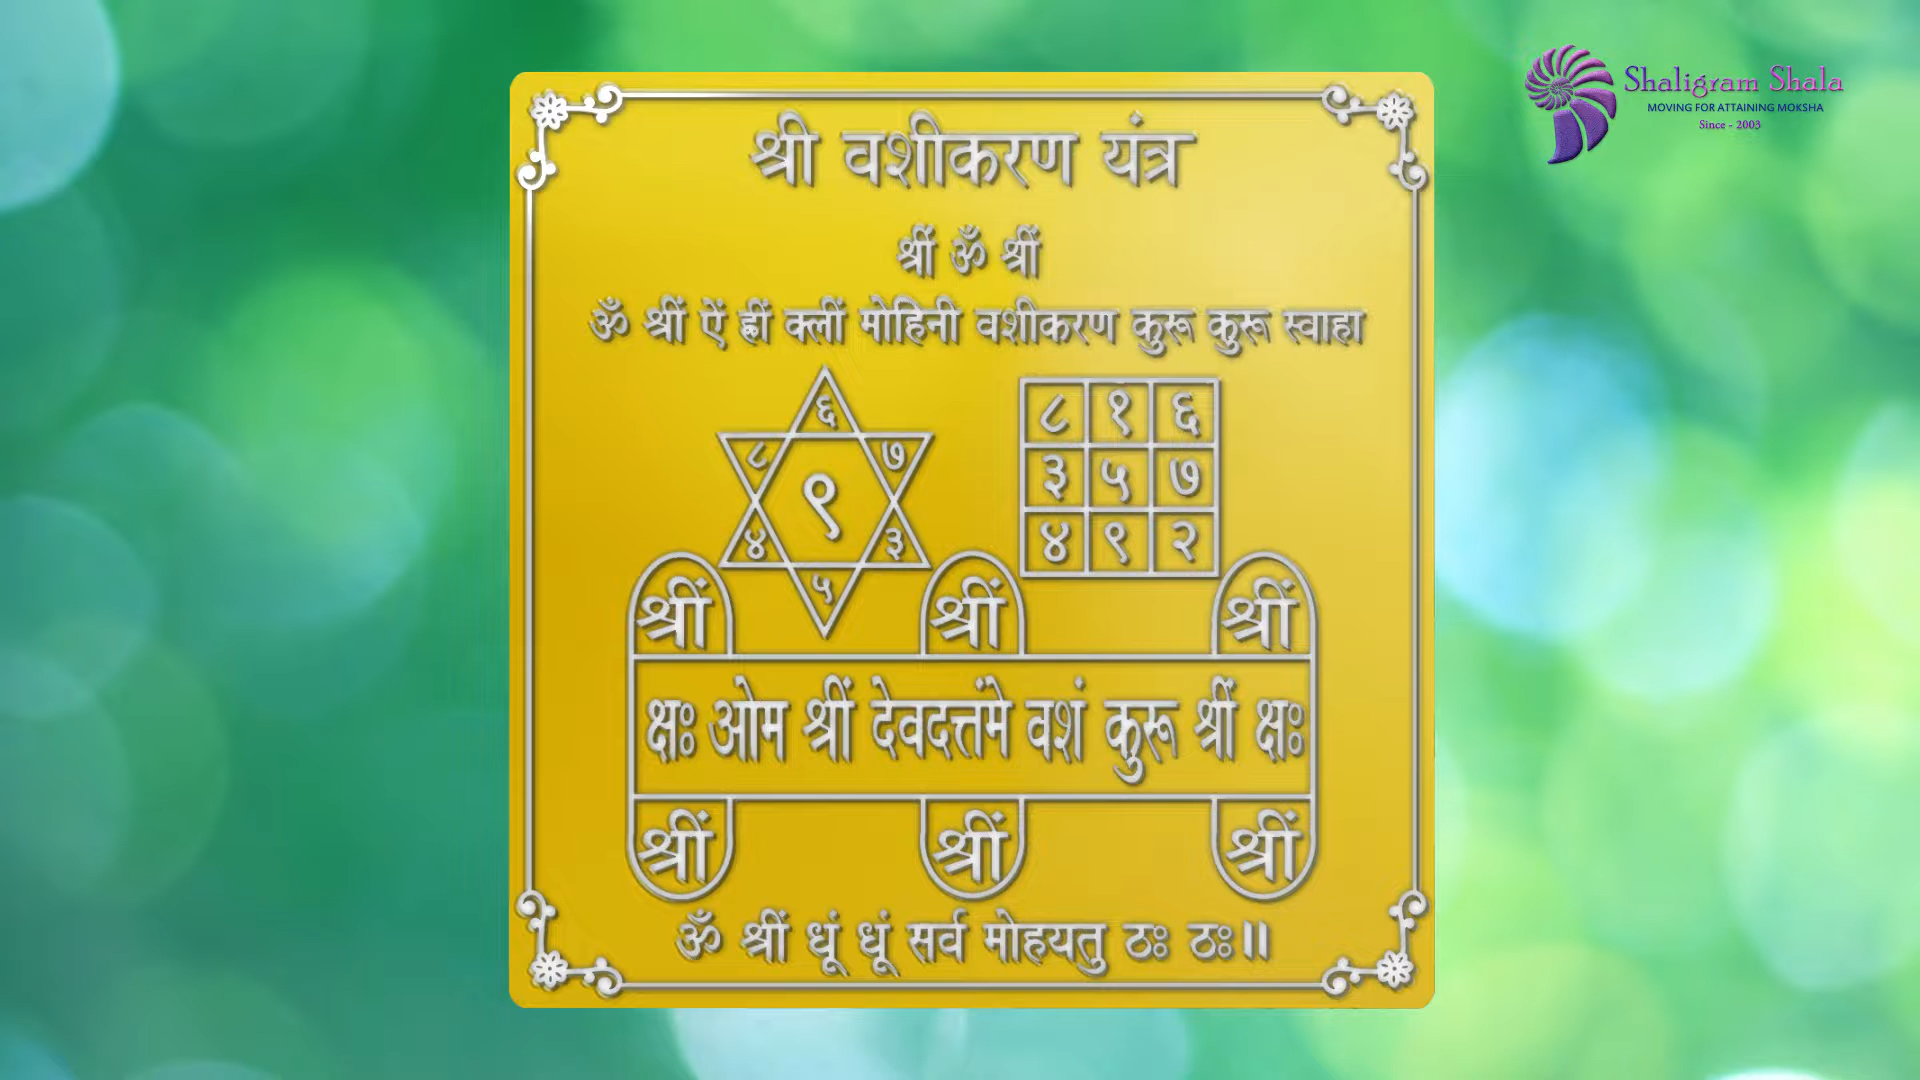 Shaligram Shala
MOVING FOR ATTAINING MOKSHA
Since - 2003
श्री वशीकरण यंत्र
श्रीं ॐ श्रीं
ॐ श्रीं ऐं ह्रीं क्लीं मोहिनी वशीकरण कुरू कुरू स्वाहा
६
८ ७
९
४ ३
५
८ १ ६
३ ५ ७
४ ९ २
श्रीं श्रीं श्रीं
क्षः ओम श्रीं देवदत्तंमे वशं कुरू श्रीं क्षः
श्रीं श्रीं श्रीं
ॐ श्रीं धूं धूं सर्व मोहयतु ठः ठः॥